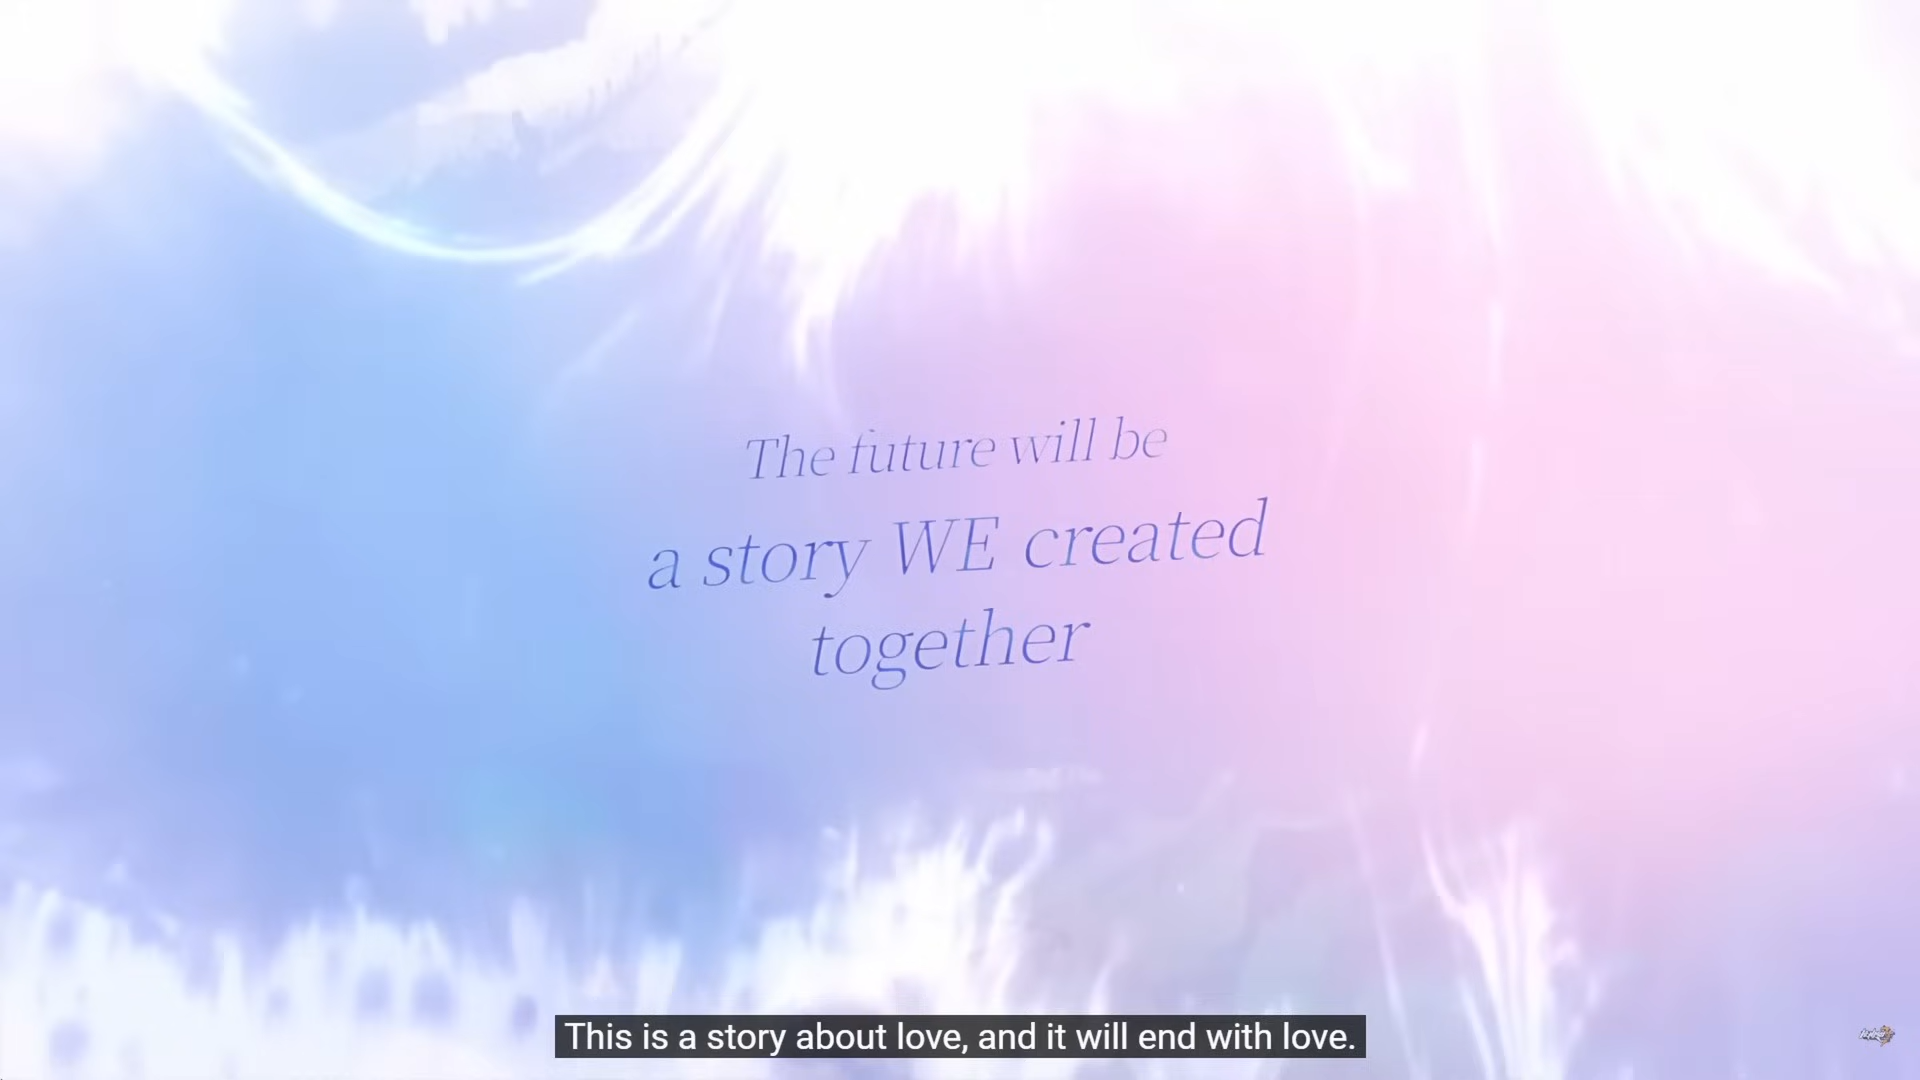 The future will be
a story WE created
together
This is a story about love, and it will end with love.